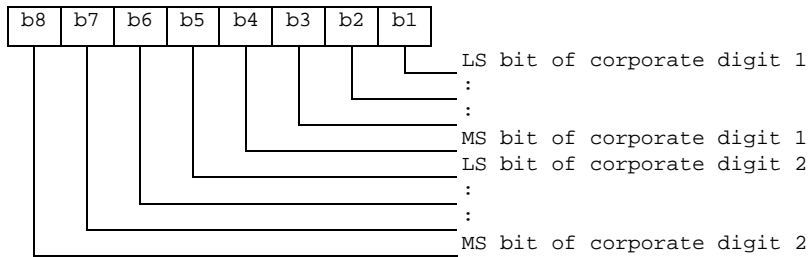 b8 b7 b6 b5 b4 b3 b2 b1
LS bit of corporate digit 1
:
:
MS bit of corporate digit 1
LS bit of corporate digit 2
:
:
MS bit of corporate digit 2